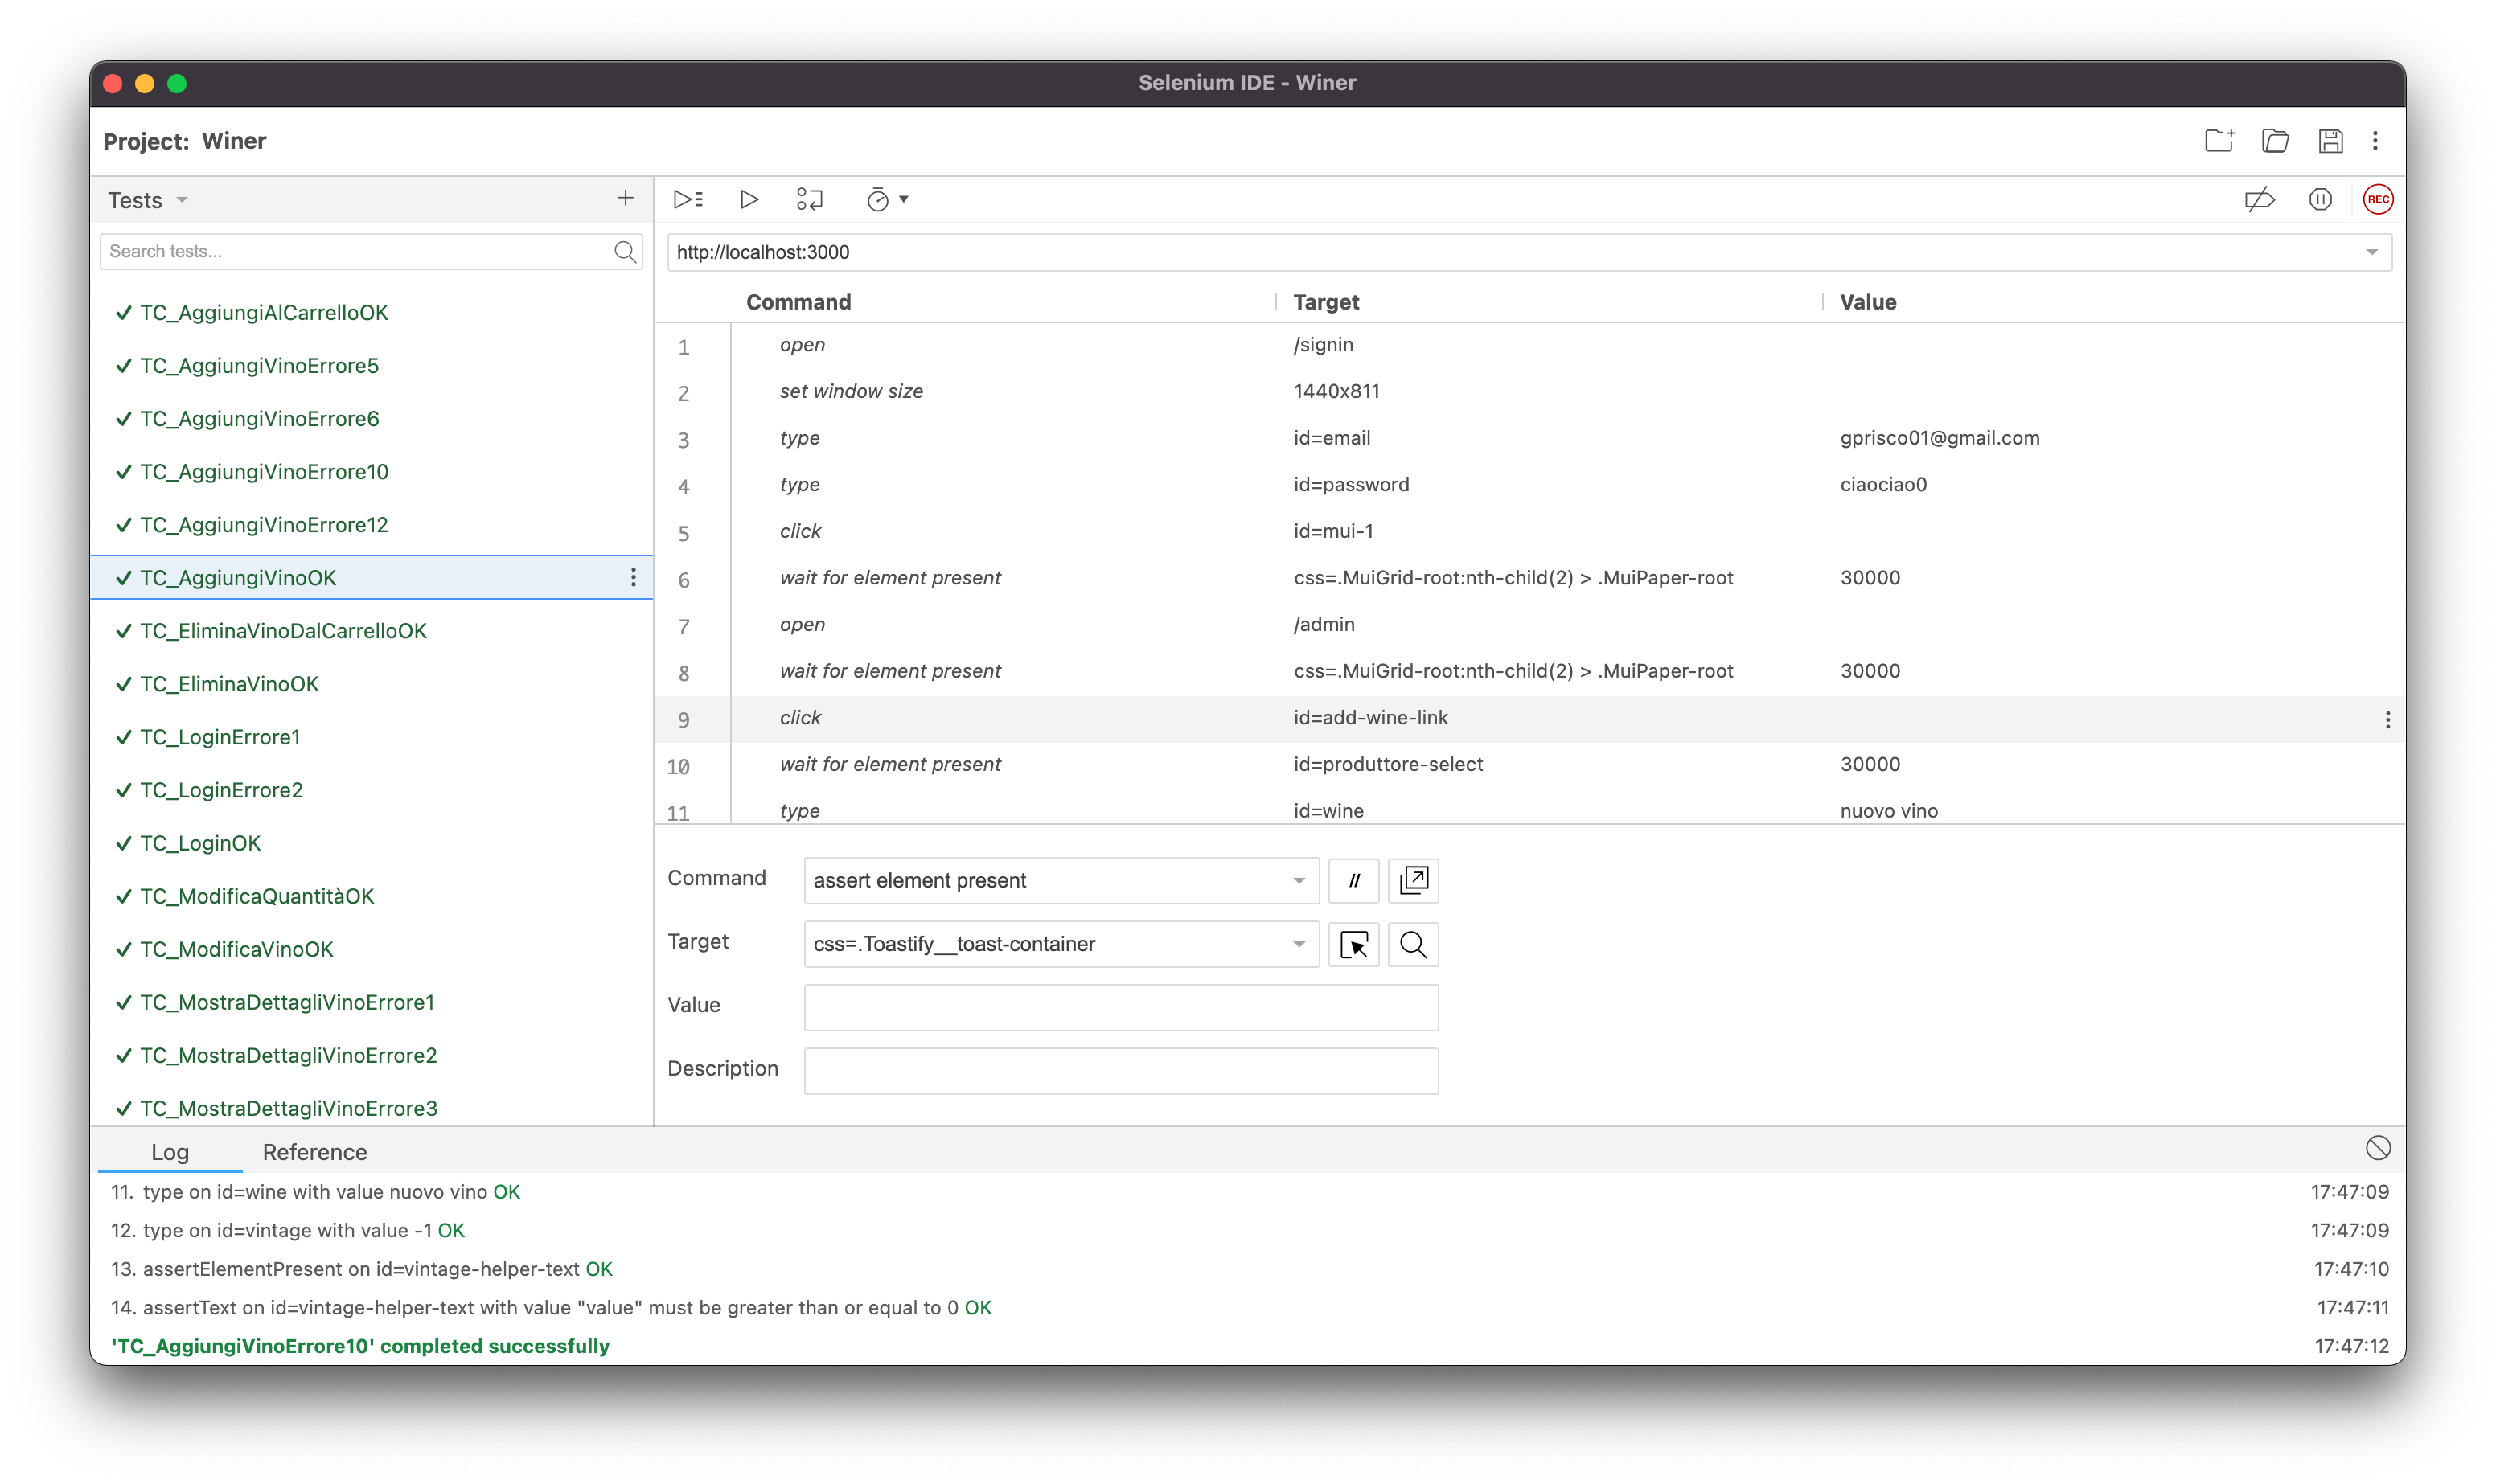 Selenium IDE - Winer
Project: Winer
Tests
REC
Search tests...
http://localhost:3000
TC_AggiungiAlCarrelloOK
TC_AggiungiVinoErrore5
TC_AggiungiVinoErrore6
TC_AggiungiVinoErrore10
TC_AggiungiVinoErrore12
TC_AggiungiVinoOK
TC_EliminaVinoDalCarrelloOK
TC_EliminaVinoOK
TC_LoginErrore1
TC_LoginErrore2
TC_LoginOK
TC_ModificaQuantitàOK
TC_ModificaVinoOK
TC_MostraDettagliVinoErrore1
TC_MostraDettagliVinoErrore2
TC_MostraDettagliVinoErrore3
Command Target Value
1 open /signin
2 set window size 1440x811
3 type id=email gprisco01@gmail.com
4 type id=password ciaociao0
5 click id=mui-1
6 wait for element present css=.MuiGrid-root:nth-child(2) > .MuiPaper-root 30000
7 open /admin
8 wait for element present css=.MuiGrid-root:nth-child(2) > .MuiPaper-root 30000
9 click id=add-wine-link
10 wait for element present id=produttore-select 30000
11 type id=wine nuovo vino
Command assert element present //
Target css=.Toastify__toast-container
Value
Description
Log Reference
11. type on id=wine with value nuovo vino OK 17:47:09
12. type on id=vintage with value -1 OK 17:47:09
13. assertElementPresent on id=vintage-helper-text OK 17:47:10
14. assertText on id=vintage-helper-text with value "value" must be greater than or equal to 0 OK 17:47:11
'TC_AggiungiVinoErrore10' completed successfully 17:47:12